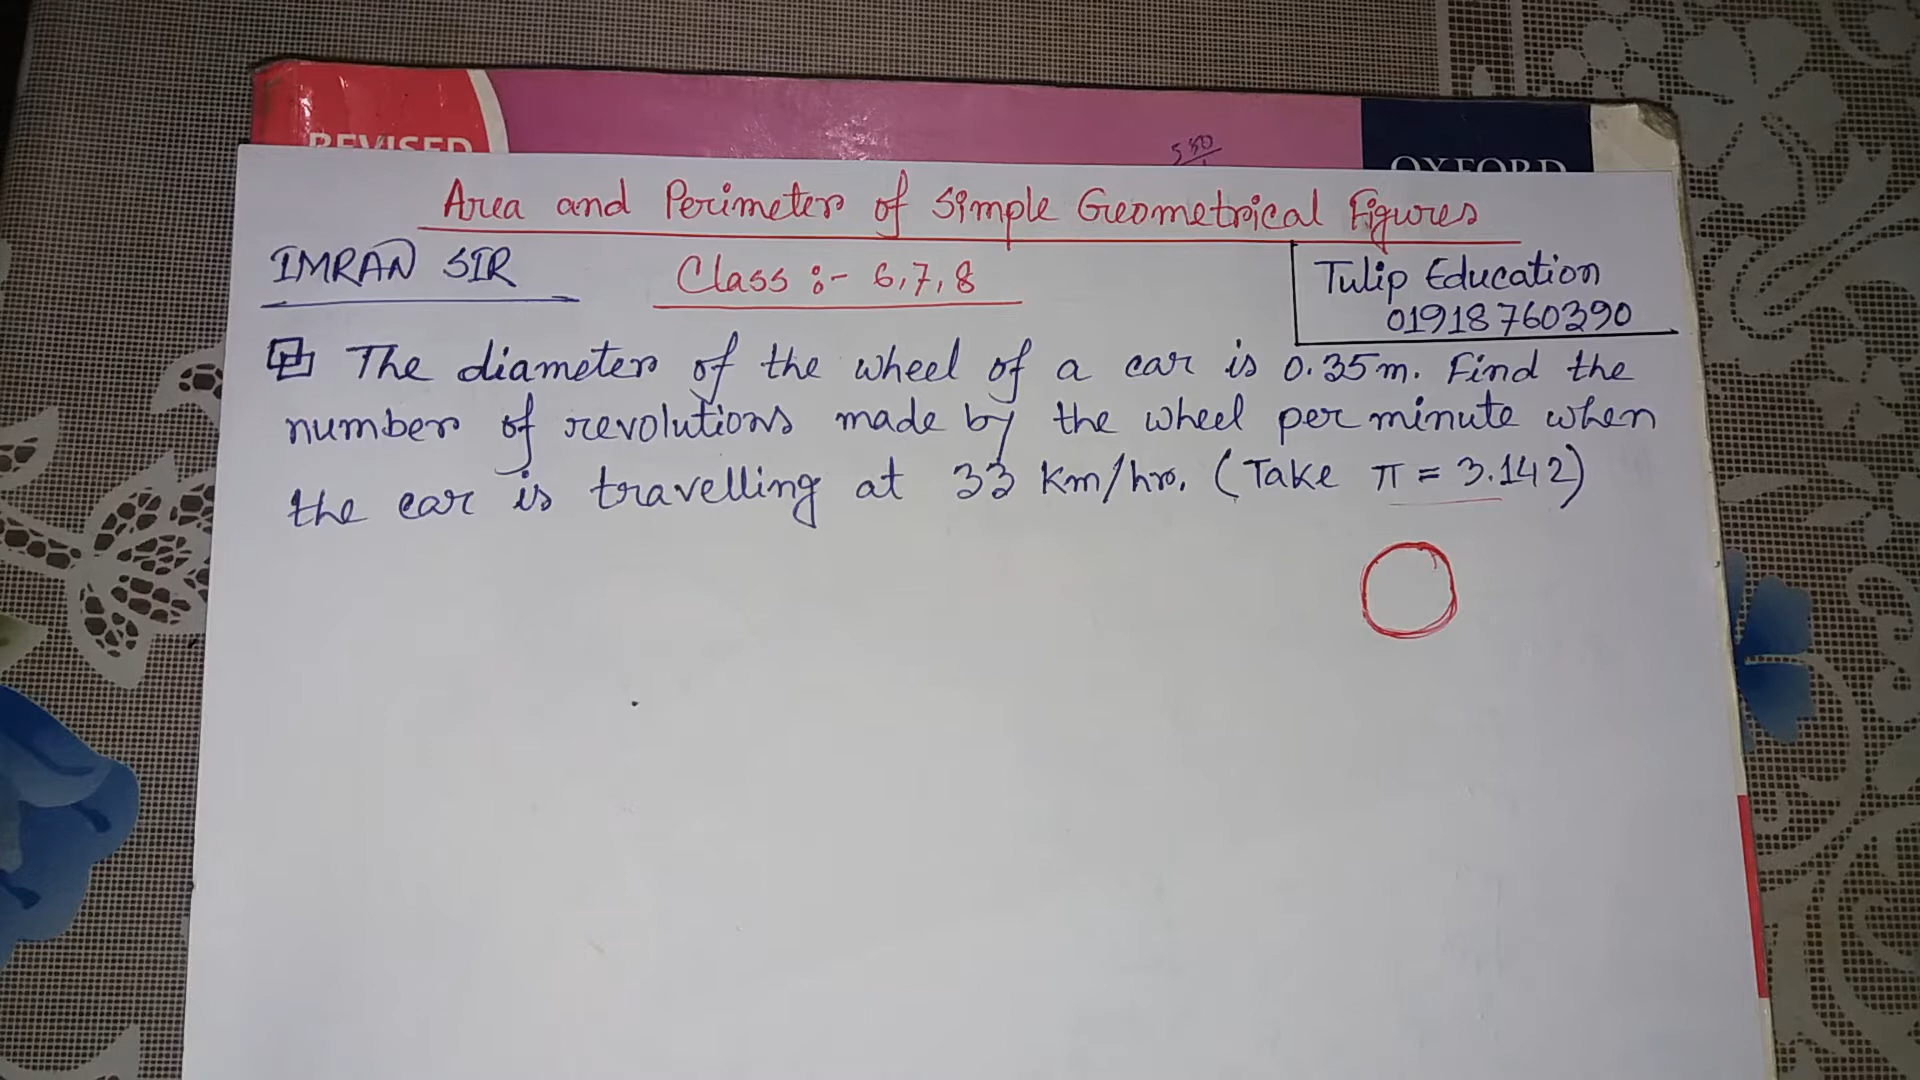 REVISED
OXFORD
550
Area and Perimeter of Simple Geometrical Figures
IMRAN SIR
Class :- 6,7,8
Tulip Education
01918760390
The diameter of the wheel of a car is 0.35m. Find the
number of revolutions made by the wheel per minute when
the car is travelling at 33 km/hr. (Take π = 3.142)